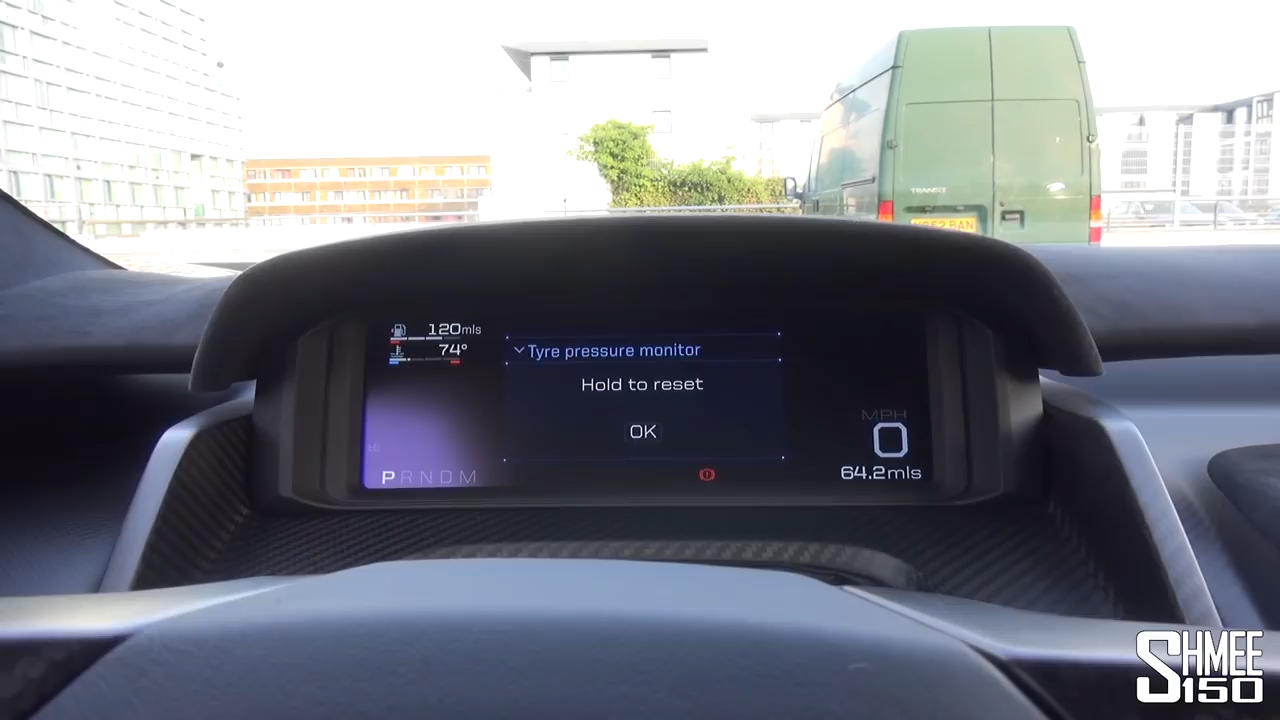 TRANSIT
120mls
74°
Tyre pressure monitor
Hold to reset
OK
MPH
0
64.2mls
PRNDM
SHMEE
150